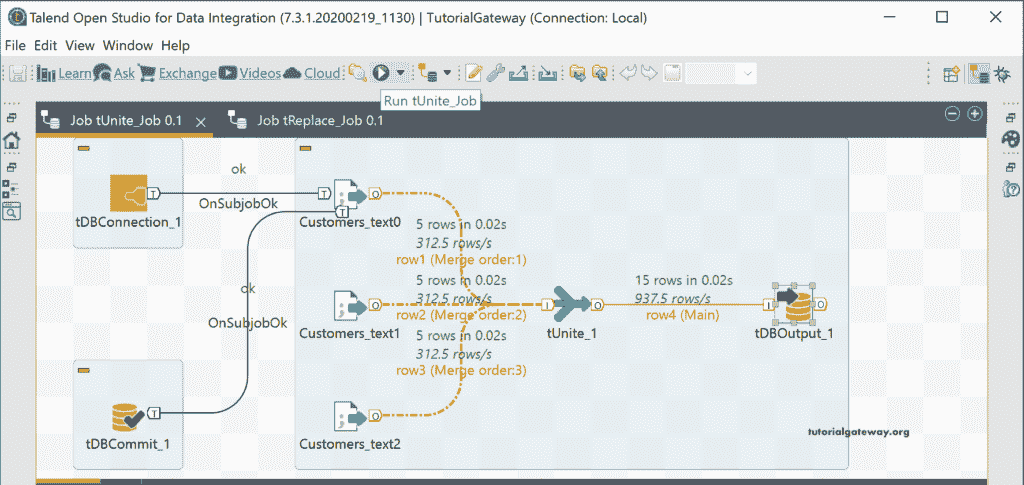 Talend Open Studio for Data Integration (7.3.1.20200219_1130) | TutorialGateway (Connection: Local)
File Edit View Window Help
Learn Ask Exchange Videos Cloud
Run tUnite_Job
Job tUnite_Job 0.1 Job tReplace_Job 0.1
ok
T T O
OnSubjobOk
T
tDBConnection_1 Customers_text0
5 rows in 0.02s
312.5 rows/s
row1 (Merge order:1)
5 rows in 0.02s 15 rows in 0.02s
ok
312.5 rows/s 937.5 rows/s
O I O I O
row2 (Merge order:2) row4 (Main)
OnSubjobOk
Customers_text1 tUnite_1 tDBOutput_1
5 rows in 0.02s
312.5 rows/s
row3 (Merge order:3)
T O
tDBCommit_1 Customers_text2
tutorialgateway.org